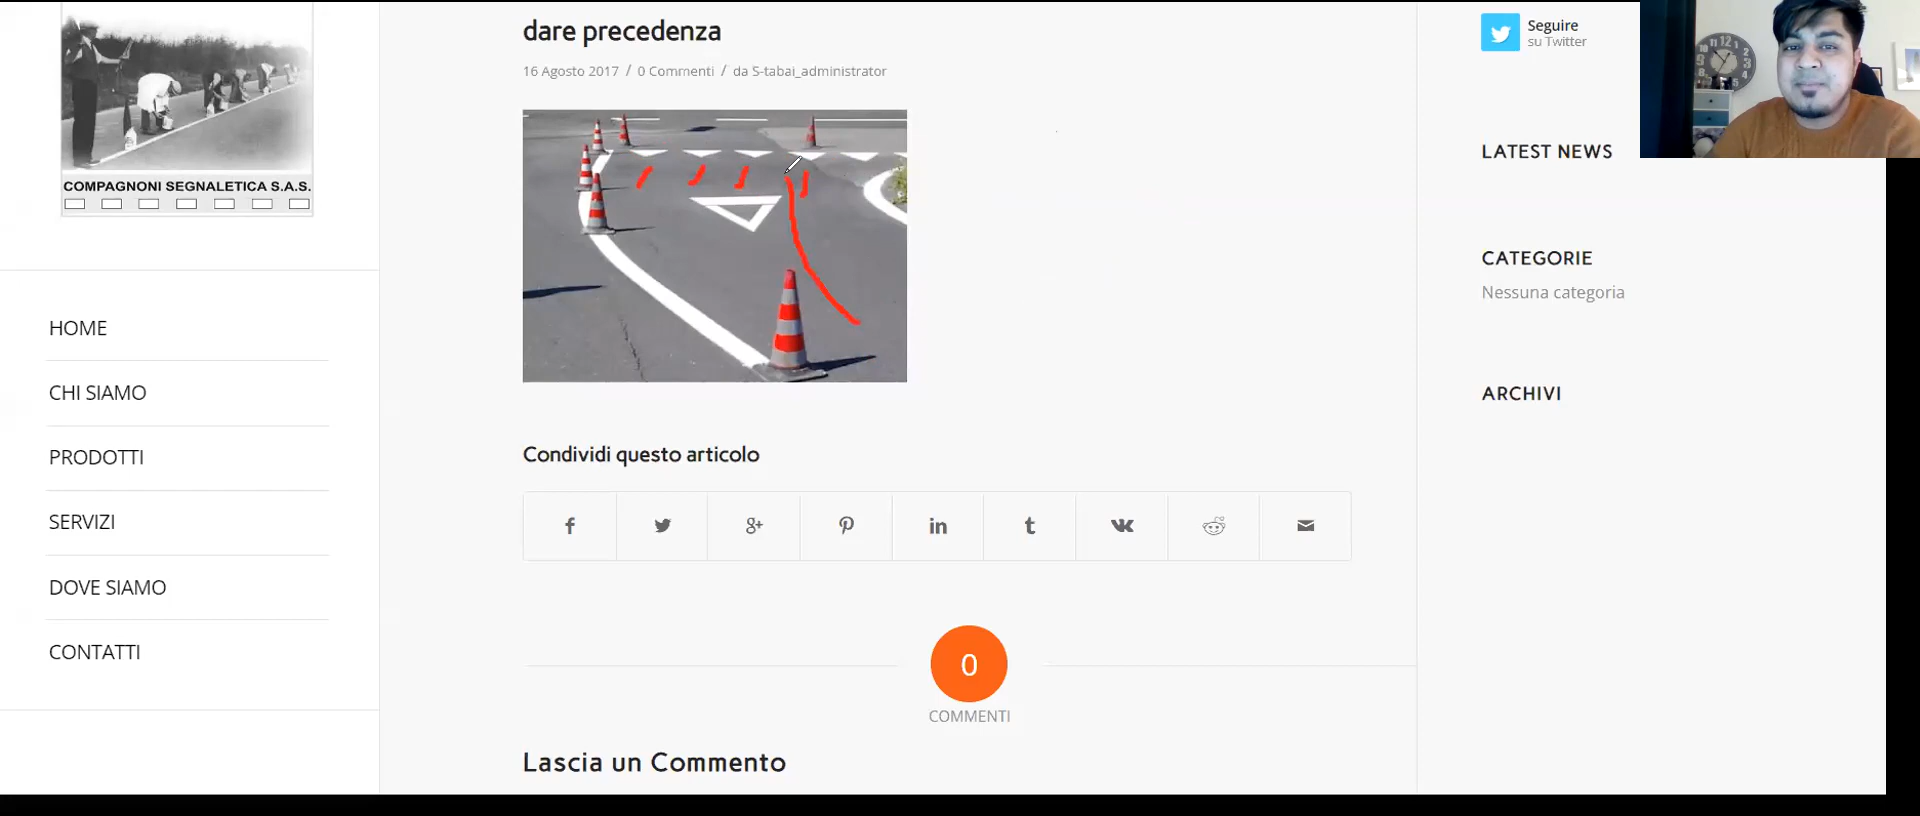 COMPAGNONI SEGNALETICA S.A.S.
HOME
CHI SIAMO
PRODOTTI
SERVIZI
DOVE SIAMO
CONTATTI
dare precedenza
16 Agosto 2017 / 0 Commenti / da S-tabai_administrator
Condividi questo articolo
0
COMMENTI
Lascia un Commento
Seguire
su Twitter
LATEST NEWS
CATEGORIE
Nessuna categoria
ARCHIVI